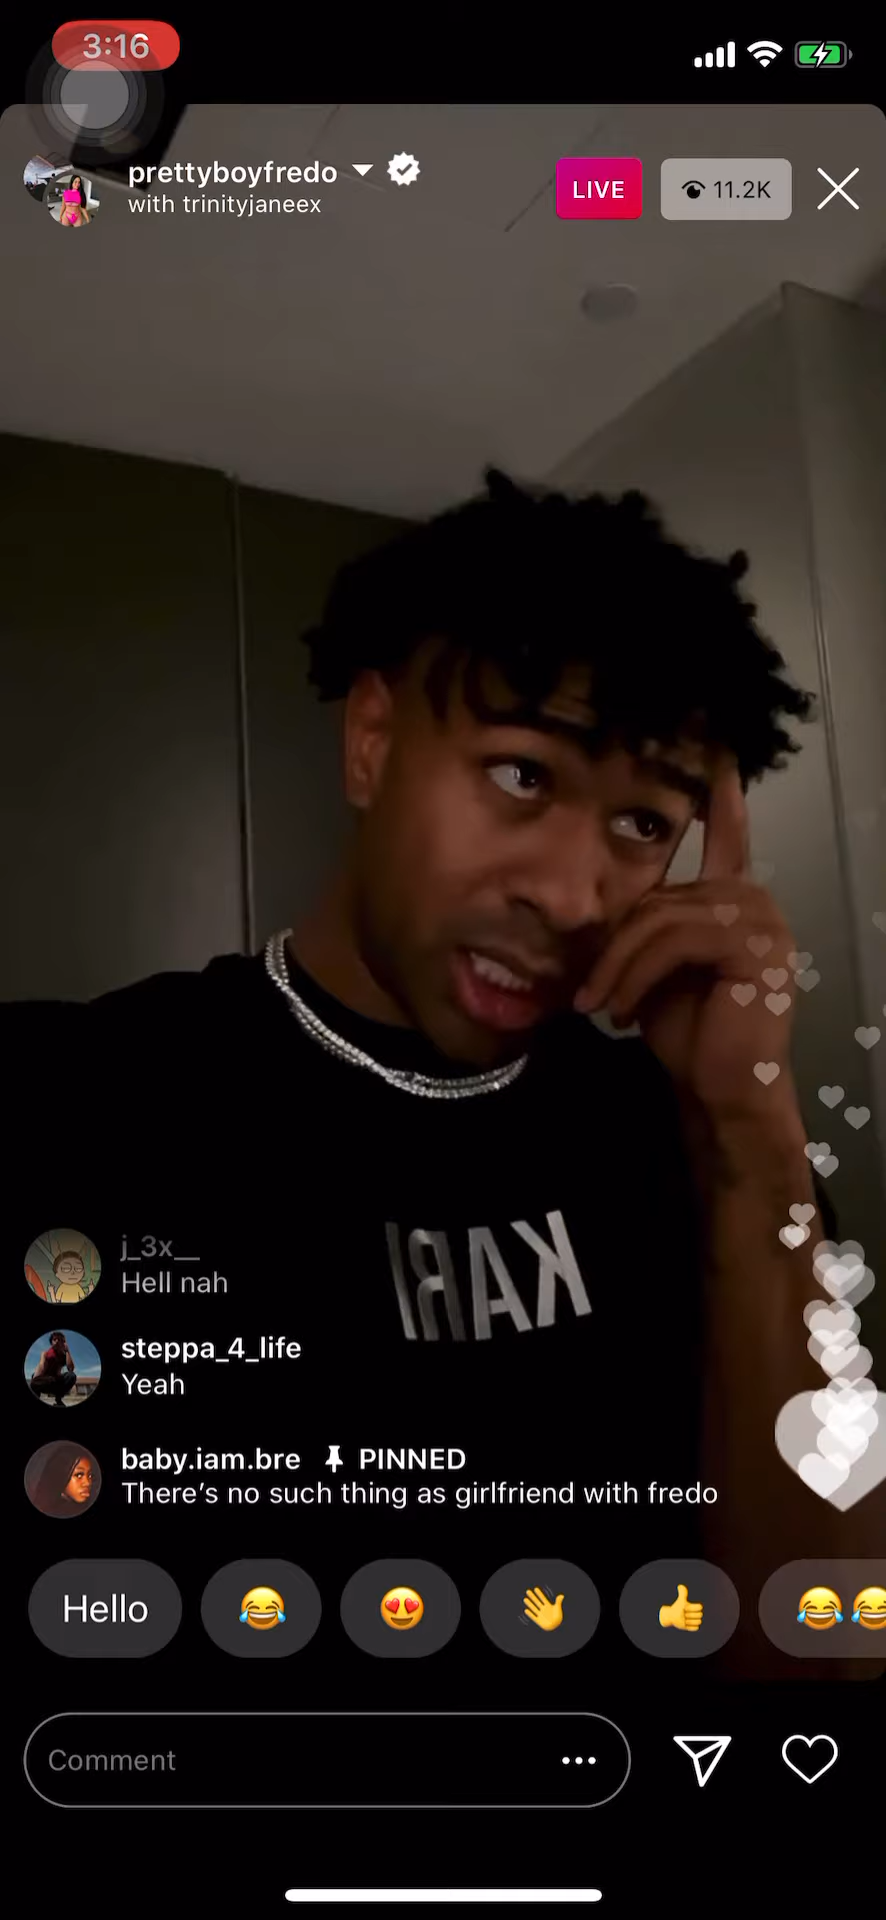 3:16
prettyboyfredo
with trinityjaneex
LIVE
11.2K
KARI
j_3x__
Hell nah
steppa_4_life
Yeah
baby.iam.bre PINNED
There’s no such thing as girlfriend with fredo
Hello
Comment